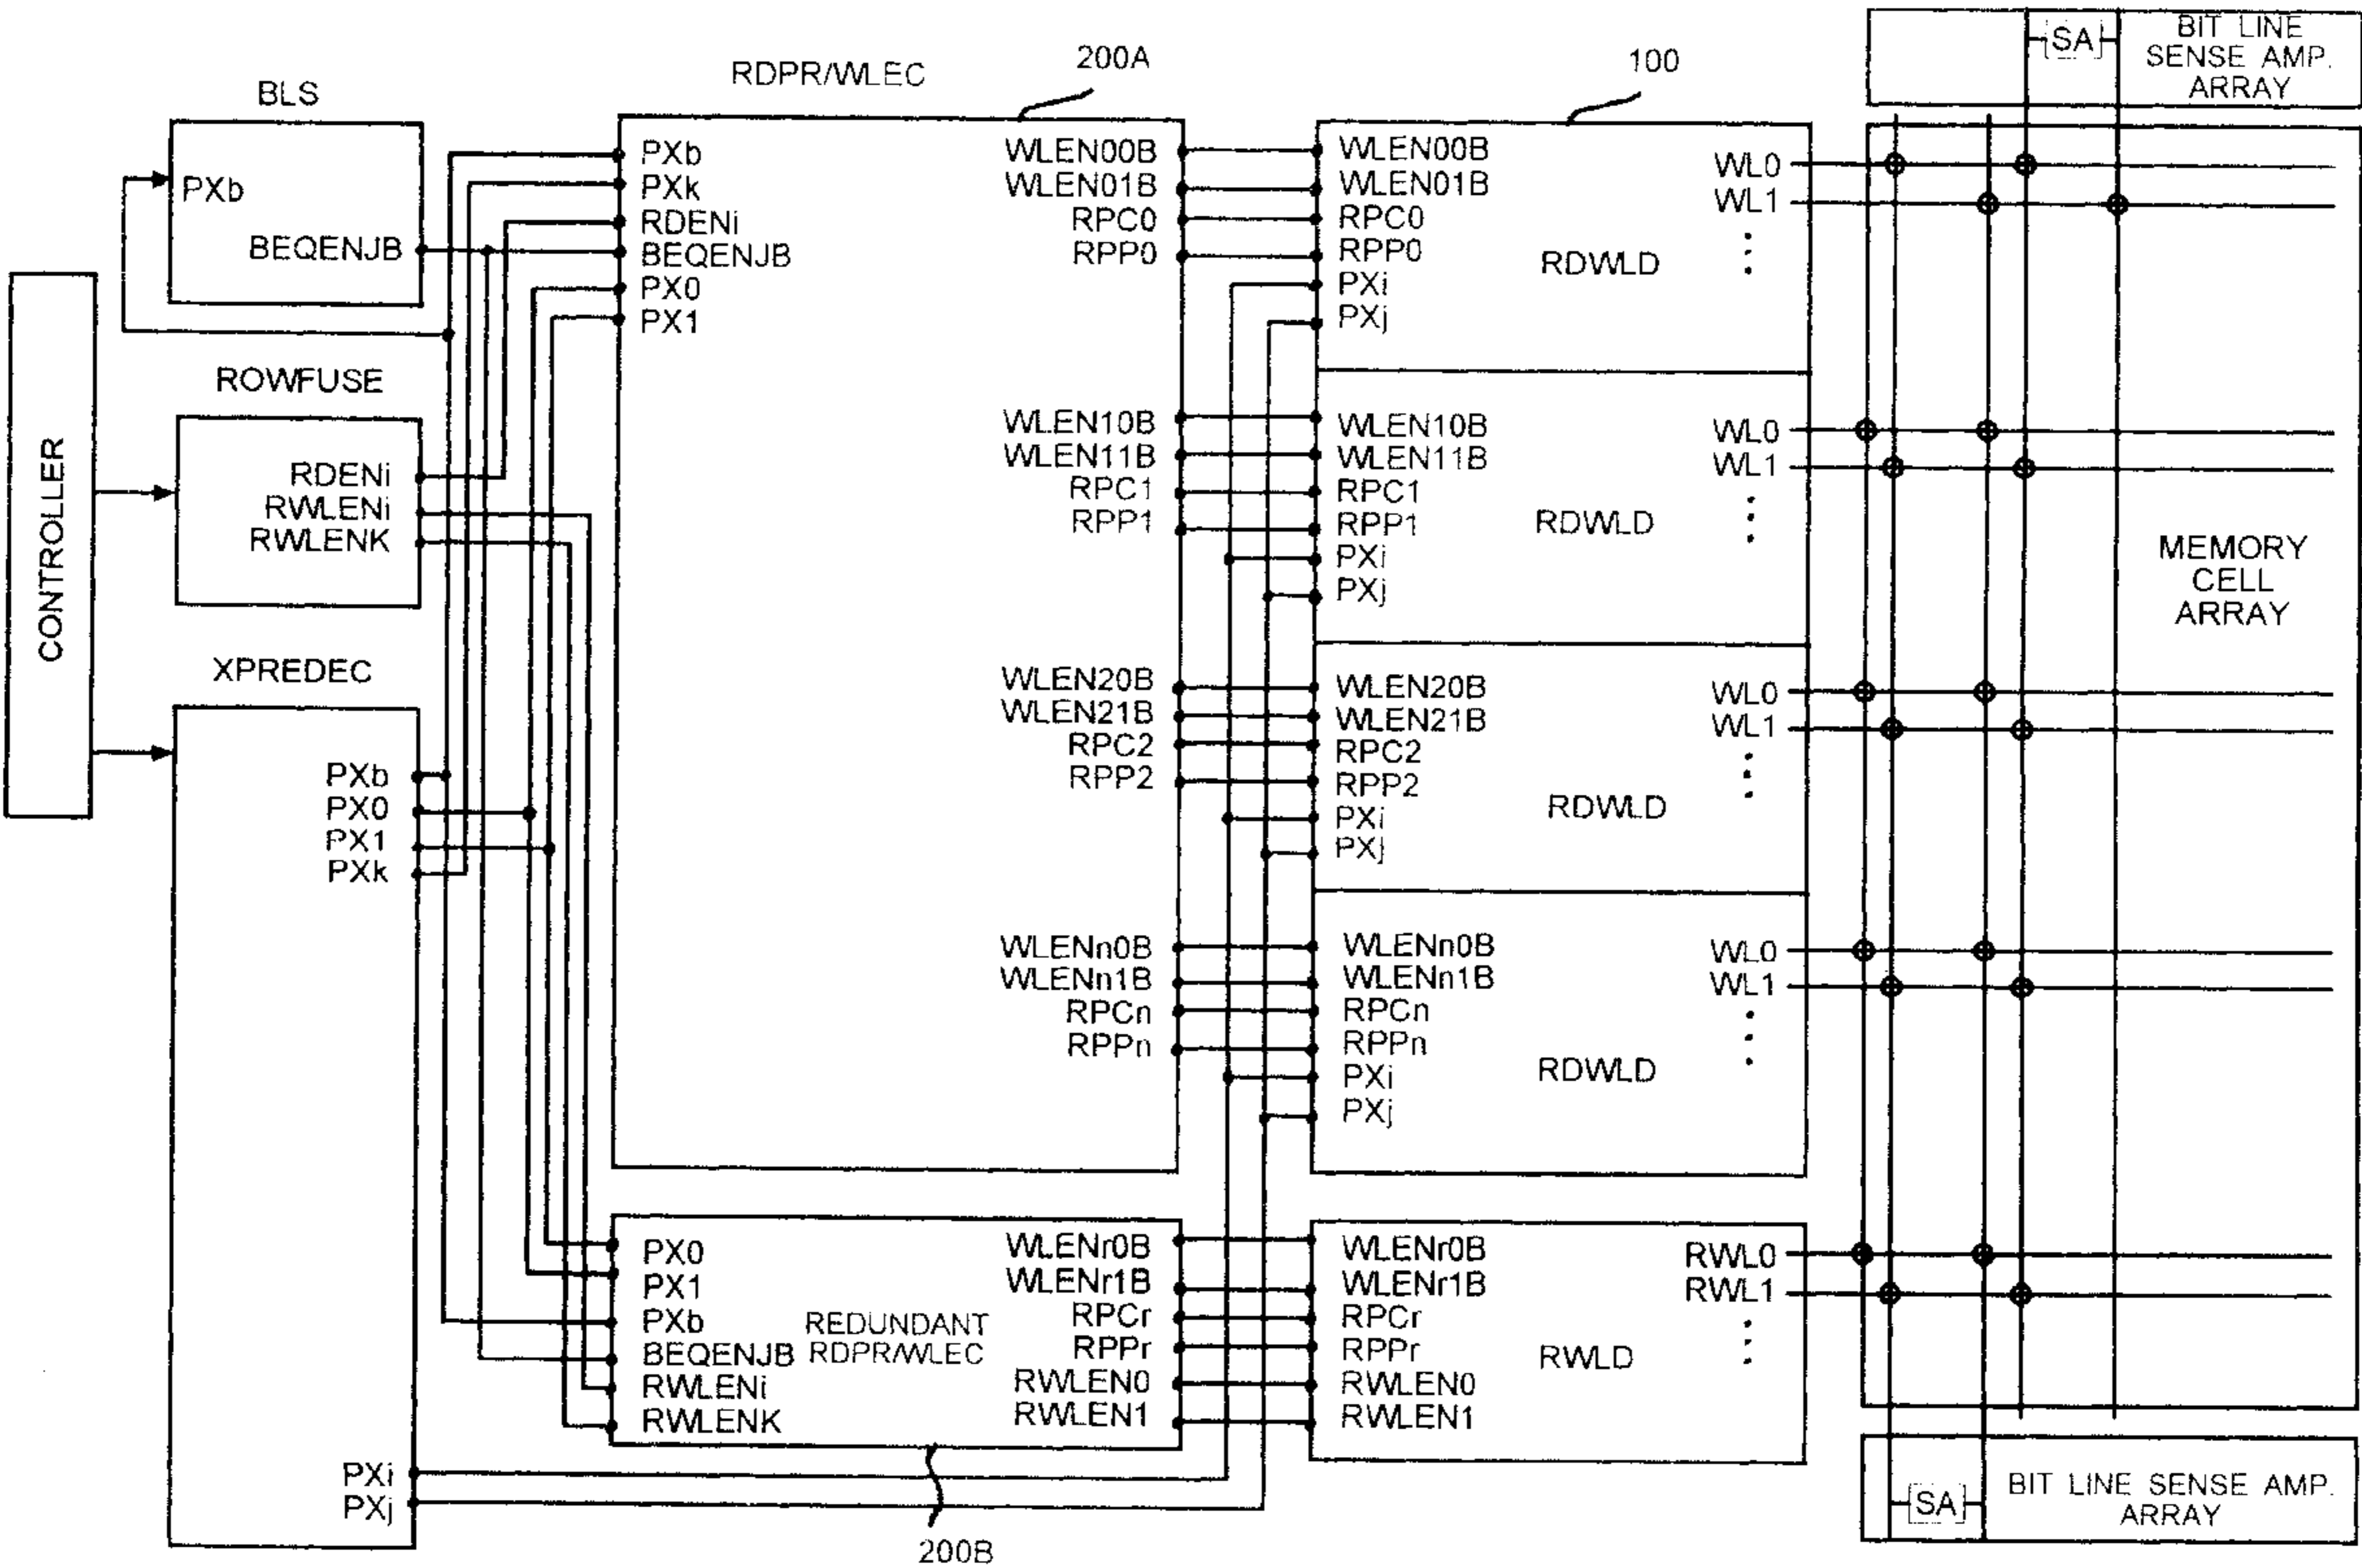 BLS
PXb
BEQENJB
CONTROLLER
ROWFUSE
RDENi
RWLENi
RWLENK
XPREDEC
PXb
PX0
PX1
PXk
PXi
PXj
RDPR/WLEC
200A
PXb
PXk
RDENi
BEQENJB
PX0
PX1
WLEN00B
WLEN01B
RPC0
RPP0
WLEN10B
WLEN11B
RPC1
RPP1
WLEN20B
WLEN21B
RPC2
RPP2
WLENn0B
WLENn1B
RPCn
RPPn
PX0
PX1
PXb
BEQENJB
RWLENi
RWLENK
REDUNDANT
RDPR/WLEC
WLENr0B
WLENr1B
RPCr
RPPr
RWLEN0
RWLEN1
200B
100
WLEN00B
WLEN01B
RPC0
RPP0
PXi
PXj
RDWLD
WL0
WL1
WLEN10B
WLEN11B
RPC1
RPP1
PXi
PXj
RDWLD
WL0
WL1
WLEN20B
WLEN21B
RPC2
RPP2
PXi
PXj
RDWLD
WL0
WL1
WLENn0B
WLENn1B
RPCn
RPPn
PXi
PXj
RDWLD
WL0
WL1
WLENr0B
WLENr1B
RPCr
RPPr
RWLEN0
RWLEN1
RWLD
RWL0
RWL1
SA
BIT LINE
SENSE AMP.
ARRAY
MEMORY
CELL
ARRAY
SA
BIT LINE SENSE AMP.
ARRAY